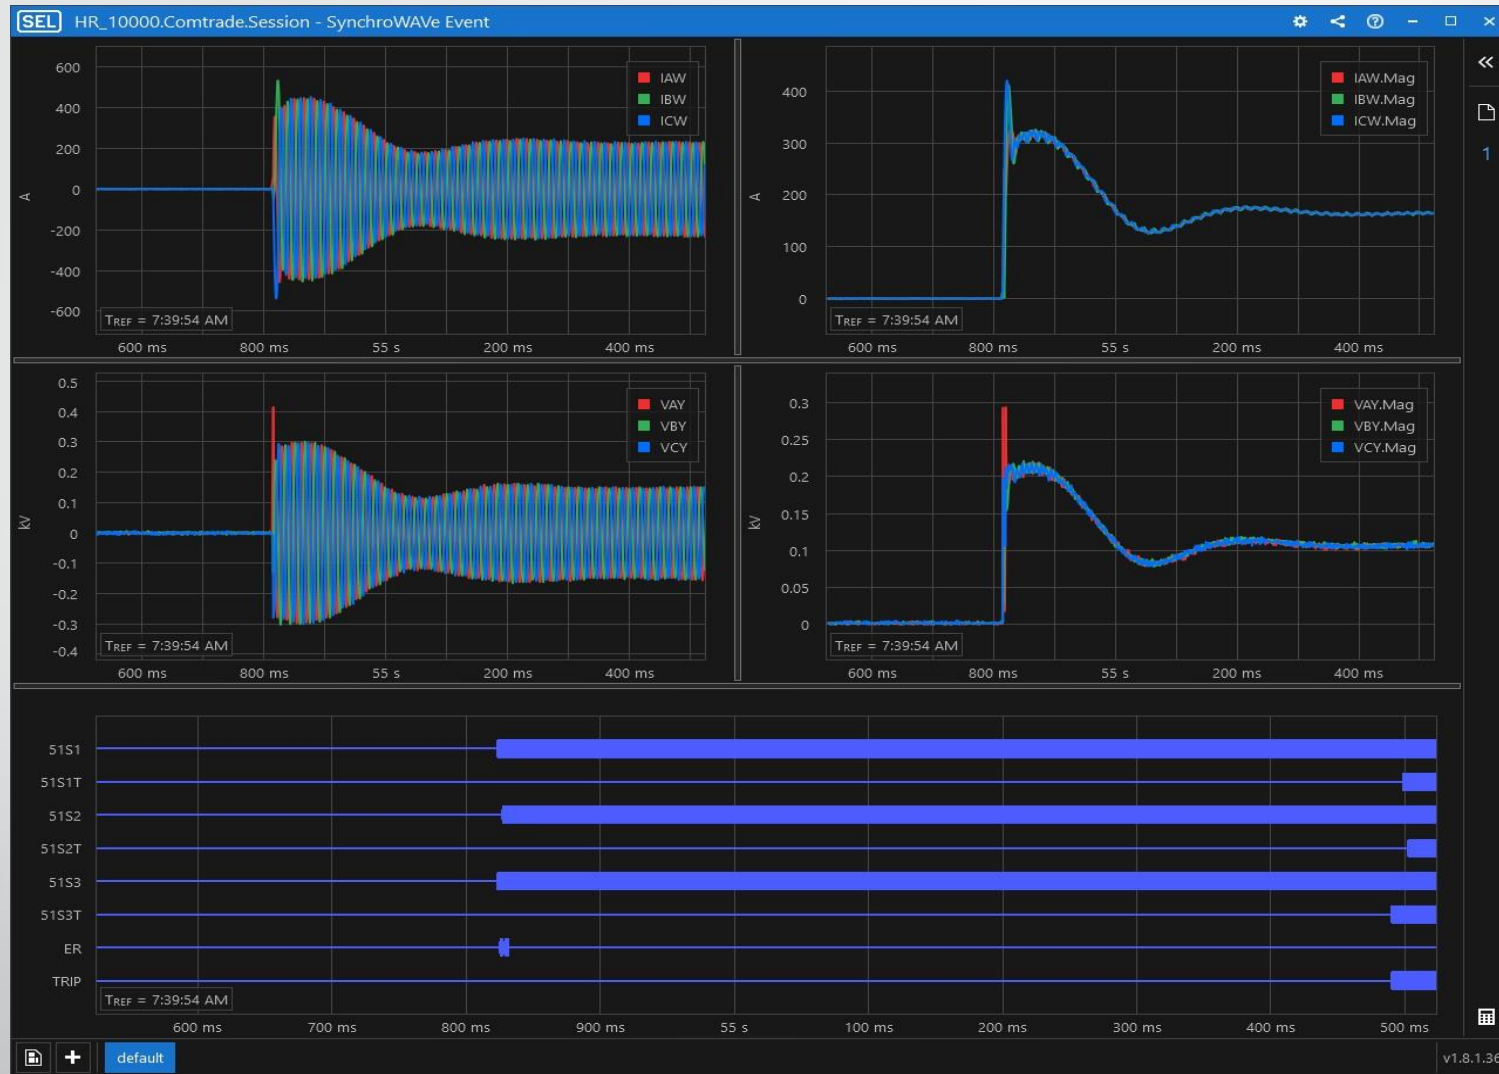 SEL HR_10000.Comtrade.Session - SynchroWAVe Event
600
400
200
0
-200
-400
-600
A
IAW
IBW
ICW
TREF = 7:39:54 AM
600 ms 800 ms 55 s 200 ms 400 ms
400
300
200
100
0
A
IAW.Mag
IBW.Mag
ICW.Mag
TREF = 7:39:54 AM
600 ms 800 ms 55 s 200 ms 400 ms
1
0.5
0.4
0.3
0.2
0.1
0
-0.1
-0.2
-0.3
-0.4
kV
VAY
VBY
VCY
TREF = 7:39:54 AM
600 ms 800 ms 55 s 200 ms 400 ms
0.3
0.25
0.2
0.15
0.1
0.05
0
kV
VAY.Mag
VBY.Mag
VCY.Mag
TREF = 7:39:54 AM
600 ms 800 ms 55 s 200 ms 400 ms
51S1
51S1T
51S2
51S2T
51S3
51S3T
ER
TRIP
TREF = 7:39:54 AM
600 ms 700 ms 800 ms 900 ms 55 s 100 ms 200 ms 300 ms 400 ms 500 ms
default
v1.8.1.36